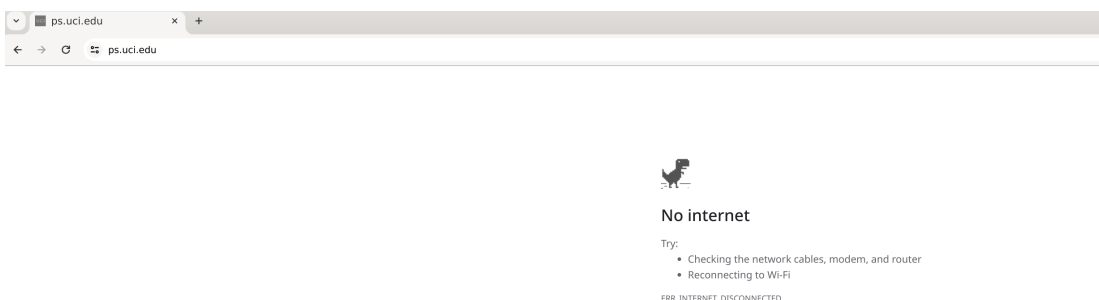 ps.uci.edu
ps.uci.edu
No internet
Try:
Checking the network cables, modem, and router
Reconnecting to Wi-Fi
ERR_INTERNET_DISCONNECTED